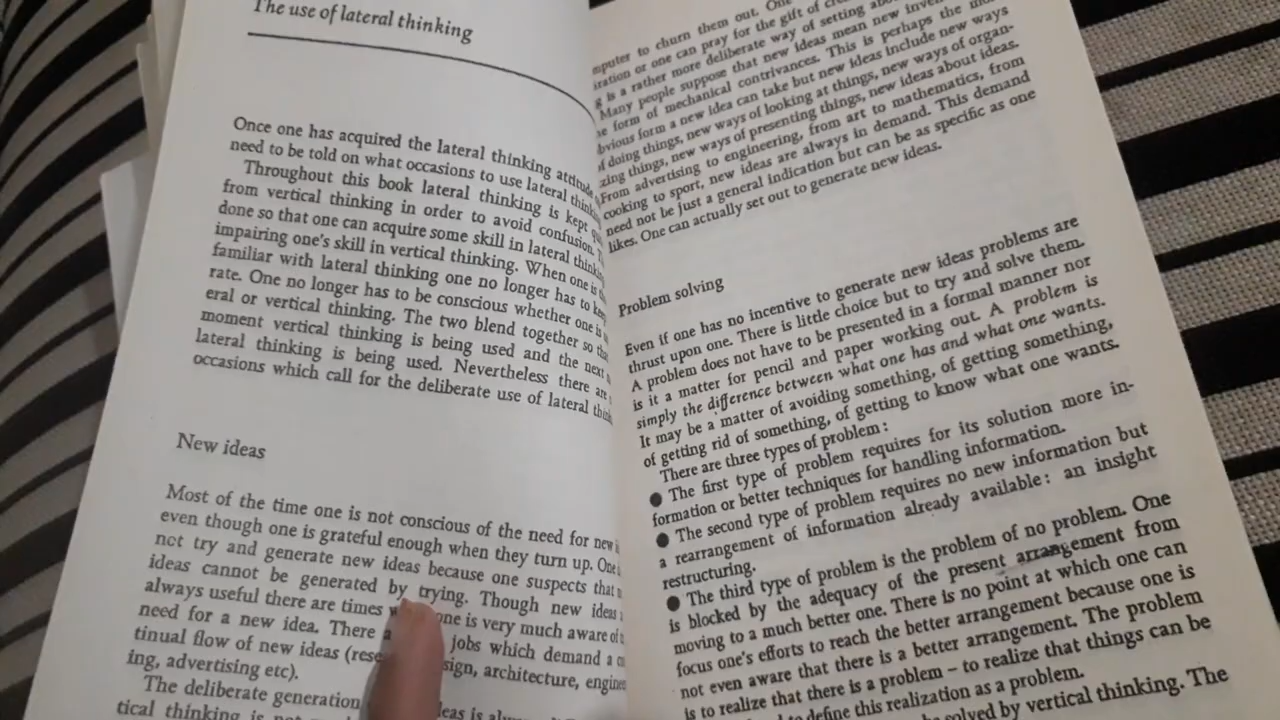 The use of lateral thinking
Once one has acquired the lateral thinking attitude
need to be told on what occasions to use lateral
Throughout this book lateral thinking is kept
from vertical thinking in order to avoid confusion.
done so that one can acquire some skill in lateral
impairing one's skill in vertical thinking. When one is
familiar with lateral thinking one no longer has to
rate. One no longer has to be conscious whether one is
eral or vertical thinking. The two blend together so
moment vertical thinking is being used and the next
lateral thinking is being used. Nevertheless there are
occasions which call for the deliberate use of lateral
New ideas
Most of the time one is not conscious of the need for new
even though one is grateful enough when they turn up. One
not try and generate new ideas because one suspects that
ideas cannot be generated by trying. Though new ideas
always useful there are times one is very much aware of
need for a new idea. There jobs which demand a
tinual flow of new ideas sign, architecture,
ing, advertising etc).
The deliberate generation
tical thinking is
puter to churn them out. One
ration or one can pray for the gift of
is a rather more deliberate way of setting
Many people suppose that new ideas mean new
form of mechanical contrivances. This is perhaps the
bvious form a new idea can take but new ideas include new ways
of doing things, new ways of looking at things, new ways of organ-
zing things, new ways of presenting things, new ideas about ideas.
From advertising to engineering, from art to mathematics, from
cooking to sport, new ideas are always in demand. This demand
need not be just a general indication but can be as specific as one
likes. One can actually set out to generate new ideas.
Problem solving
Even if one has no incentive to generate new ideas problems are
thrust upon one. There is little choice but to try and solve them.
A problem does not have to be presented in a formal manner nor
is it a matter for pencil and paper working out. A problem is
simply the difference between what one has and what one wants.
It may be a matter of avoiding something, of getting something,
of getting rid of something, of getting to know what one wants.
There are three types of problem:
● The first type of problem requires for its solution more in-
formation or better techniques for handling information.
● The second type of problem requires no new information but
a rearrangement of information already available: an insight
restructuring.
● The third type of problem is the problem of no problem. One
is blocked by the adequacy of the present arrangement from
moving to a much better one. There is no point at which one can
focus one's efforts to reach the better arrangement because one is
not even aware that there is a better arrangement. The problem
is to realize that there is a problem – to realize that things can be
define this realization as a problem.
solved by vertical thinking. The